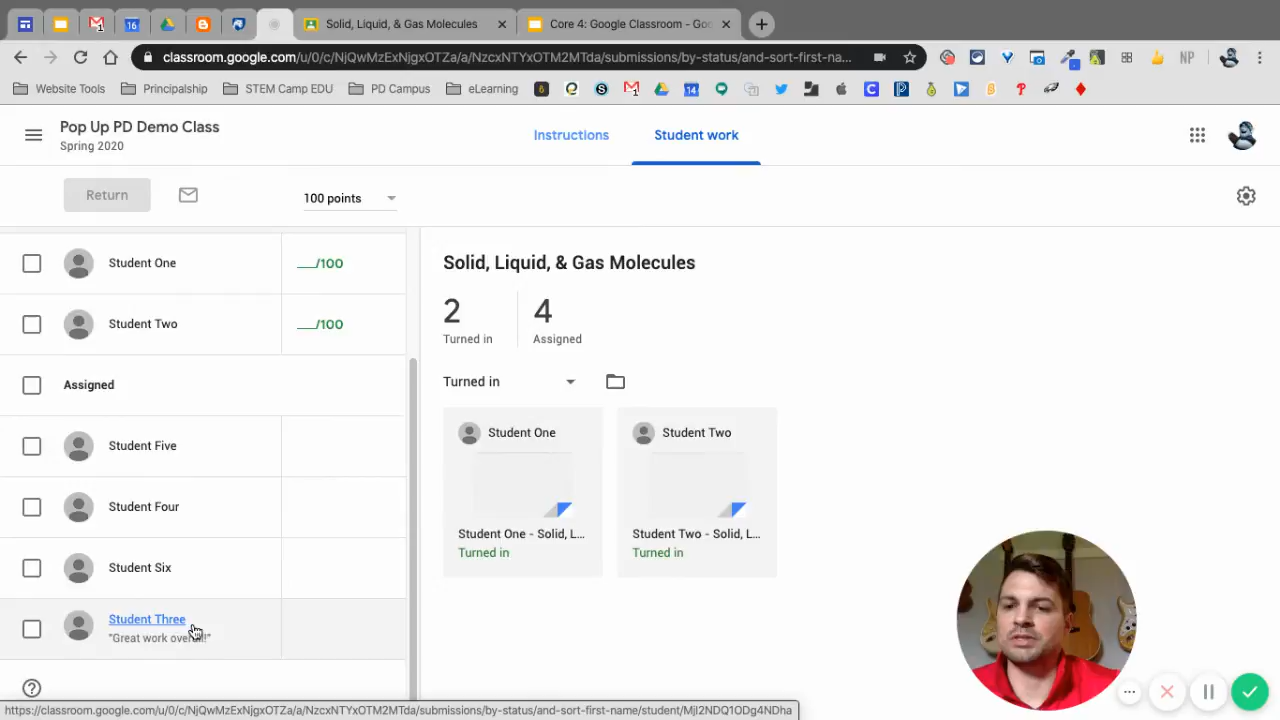 Solid, Liquid, & Gas Molecules
Core 4: Google Classroom - Goo
classroom.google.com/u/0/c/NjQwMzExNjgxOTZa/a/NzcxNTYxOTM2MTda/submissions/by-status/and-sort-first-na...
NP
Website Tools
Principalship
STEM Camp EDU
PD Campus
eLearning
Pop Up PD Demo Class
Spring 2020
Instructions
Student work
Return
100 points
Student One
___/100
Student Two
___/100
Assigned
Student Five
Student Four
Student Six
Student Three
"Great work overall!"
Solid, Liquid, & Gas Molecules
2
4
Turned in
Assigned
Turned in
Student One
Student Two
Student One - Solid, L...
Student Two - Solid, L...
Turned in
Turned in
https://classroom.google.com/u/0/c/NjQwMzExNjgxOTZa/a/NzcxNTYxOTM2MTda/submissions/by-status/and-sort-first-name/student/MjI2NDQ1ODg4NDha